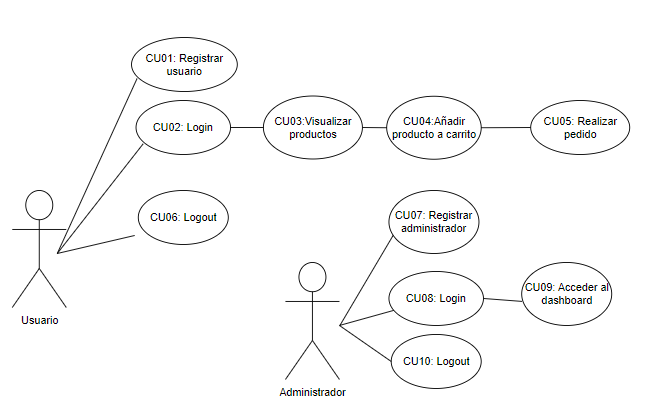 CU01: Registrar
usuario
CU02: Login
CU03:Visualizar
productos
CU04:Añadir
producto a carrito
CU05: Realizar
pedido
CU06: Logout
Usuario
CU07: Registrar
administrador
CU08: Login
CU09: Acceder al
dashboard
CU10: Logout
Administrador